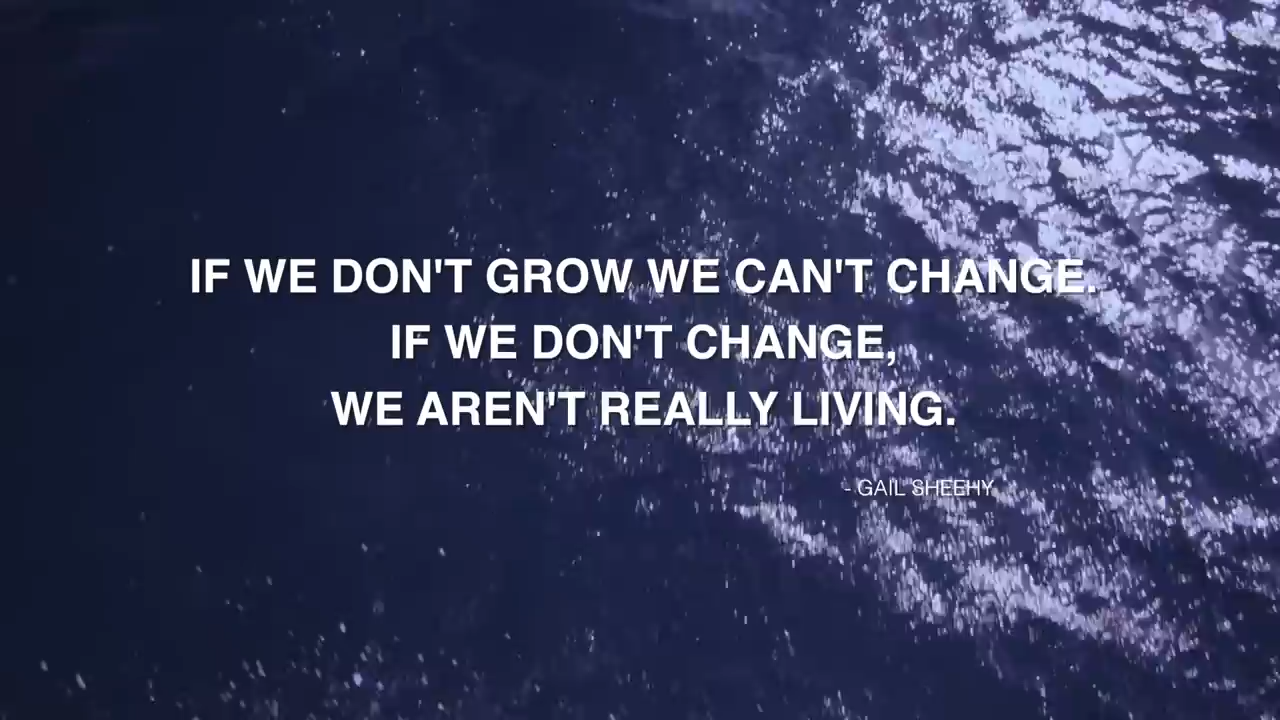 IF WE DON'T GROW WE CAN'T CHANGE.
IF WE DON'T CHANGE,
WE AREN'T REALLY LIVING.
- GAIL SHEEHY